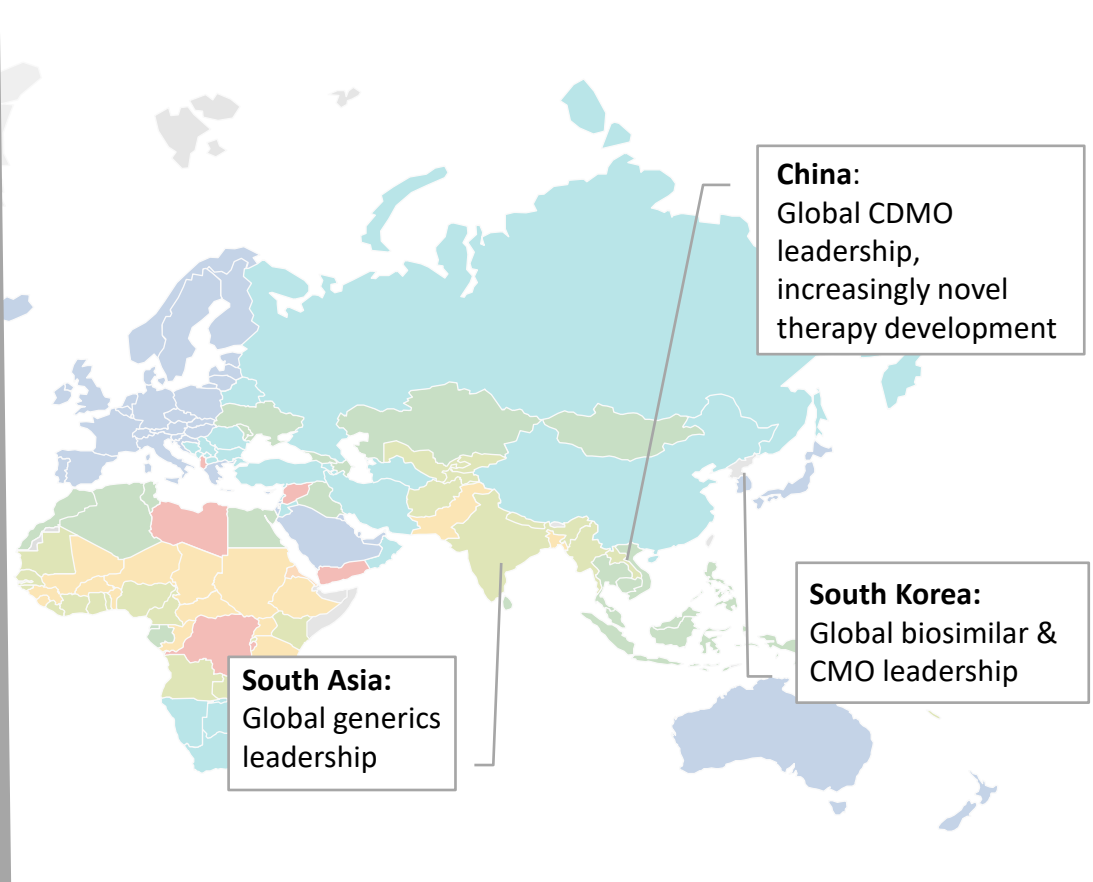 China:
Global CDMO
leadership,
increasingly novel
therapy development
South Korea:
Global biosimilar &
CMO leadership
South Asia:
Global generics
leadership